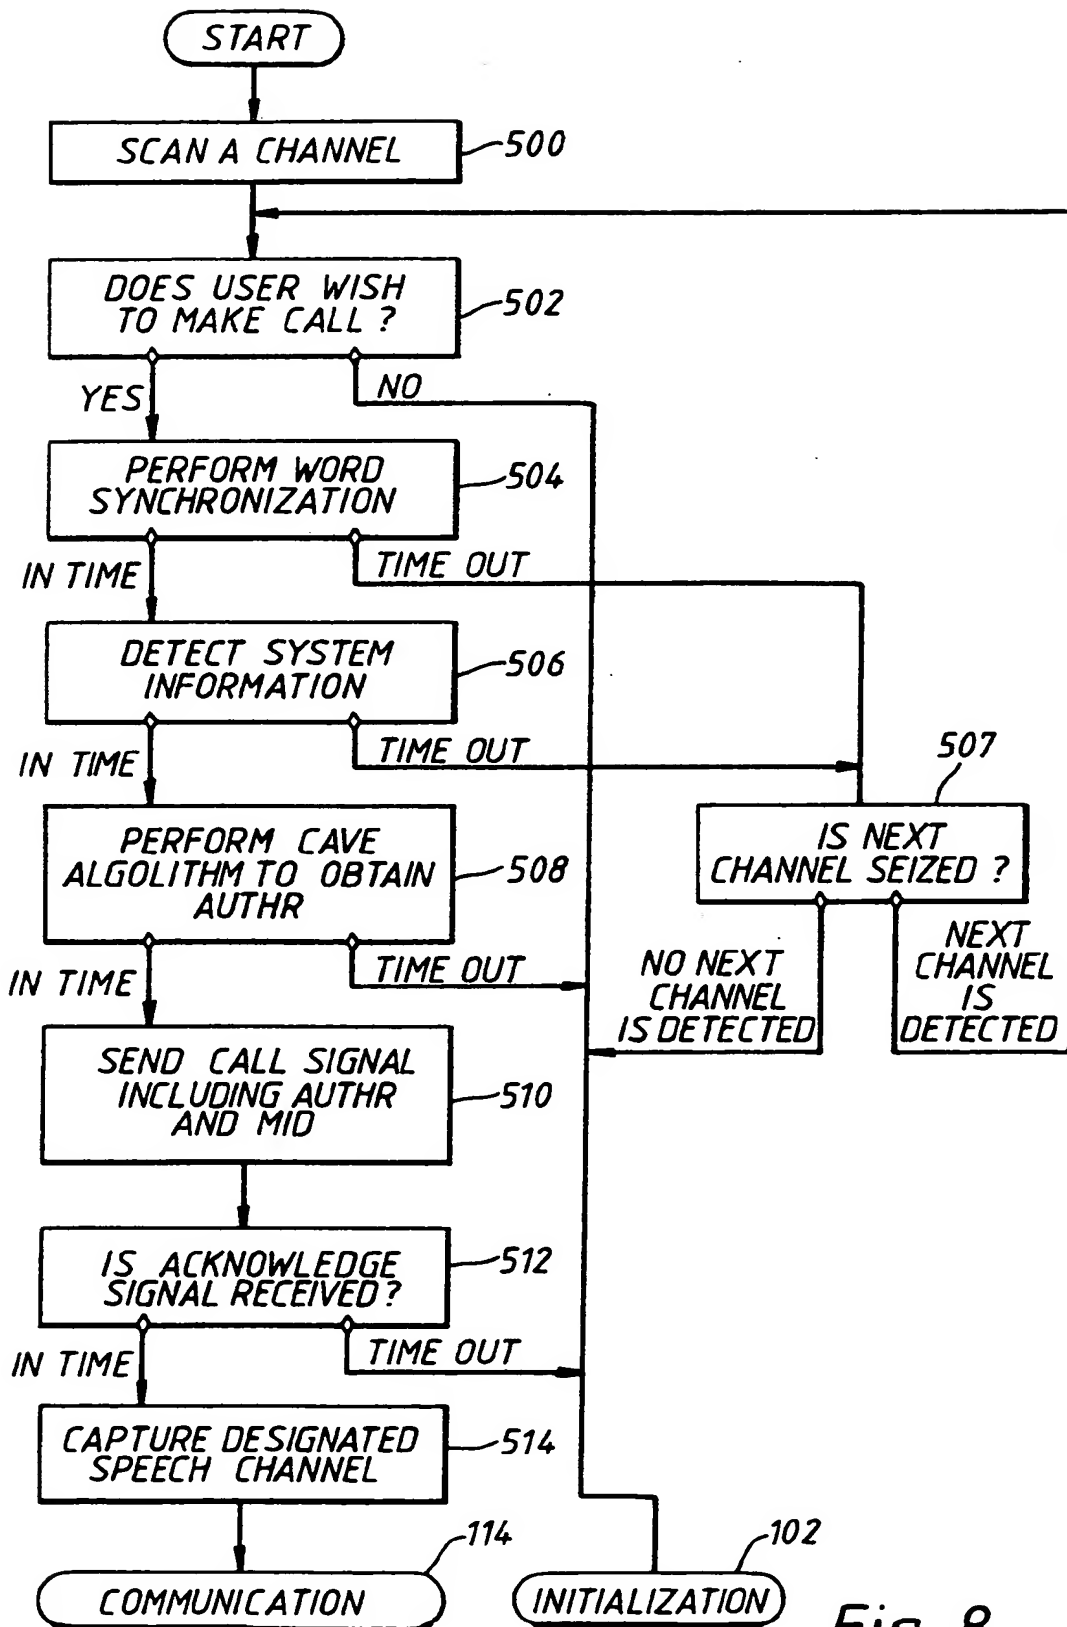 START
SCAN A CHANNEL
500
DOES USER WISH
TO MAKE CALL ?
502
YES
NO
PERFORM WORD
SYNCHRONIZATION
504
IN TIME
TIME OUT
DETECT SYSTEM
INFORMATION
506
IN TIME
TIME OUT
507
IS NEXT
CHANNEL SEIZED ?
PERFORM CAVE
ALGOLITHM TO OBTAIN
AUTHR
508
NO NEXT
CHANNEL
IS DETECTED
NEXT
CHANNEL
IS
DETECTED
IN TIME
TIME OUT
SEND CALL SIGNAL
INCLUDING AUTHR
AND MID
510
IS ACKNOWLEDGE
SIGNAL RECEIVED ?
512
IN TIME
TIME OUT
CAPTURE DESIGNATED
SPEECH CHANNEL
514
114
COMMUNICATION
102
INITIALIZATION
Fig. 8